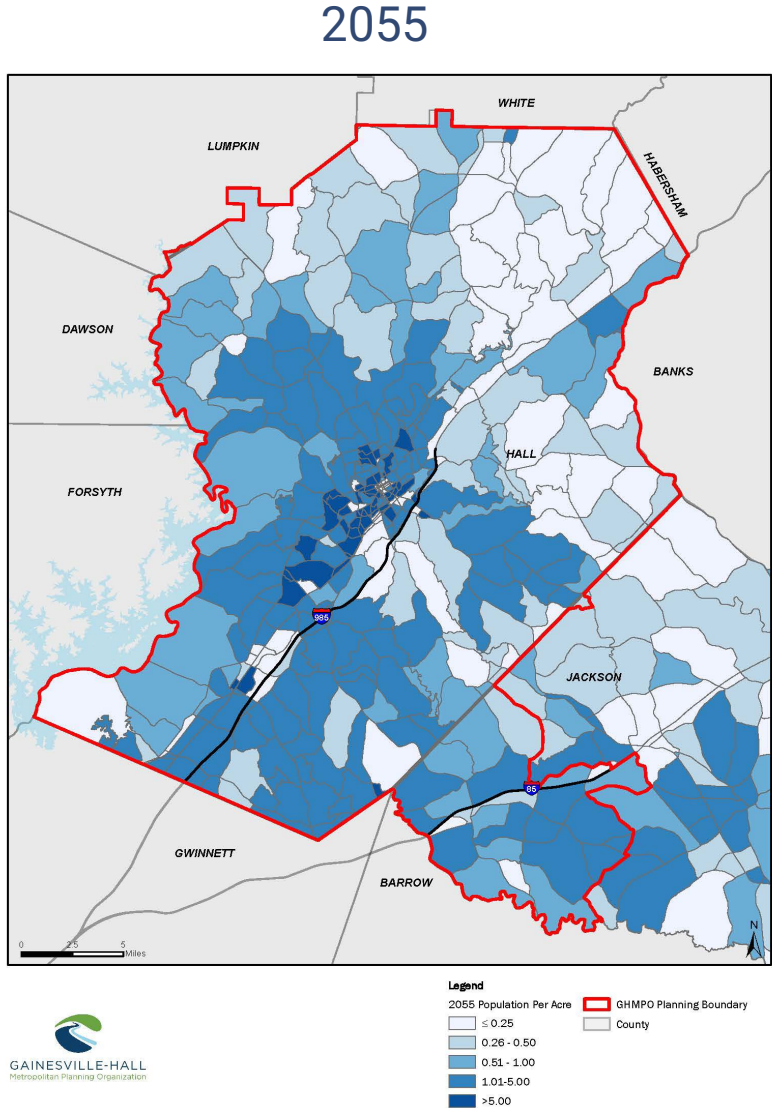 2055
WHITE
LUMPKIN
HABERSHAM
DAWSON
BANKS
HALL
FORSYTH
985
JACKSON
85
GWINNETT
BARROW
N
0 2.5 5
Miles
Legend
2055 Population Per Acre
≤ 0.25
0.26 - 0.50
0.51 - 1.00
1.01-5.00
>5.00
GHMPO Planning Boundary
County
GAINESVILLE-HALL
Metropolitan Planning Organization